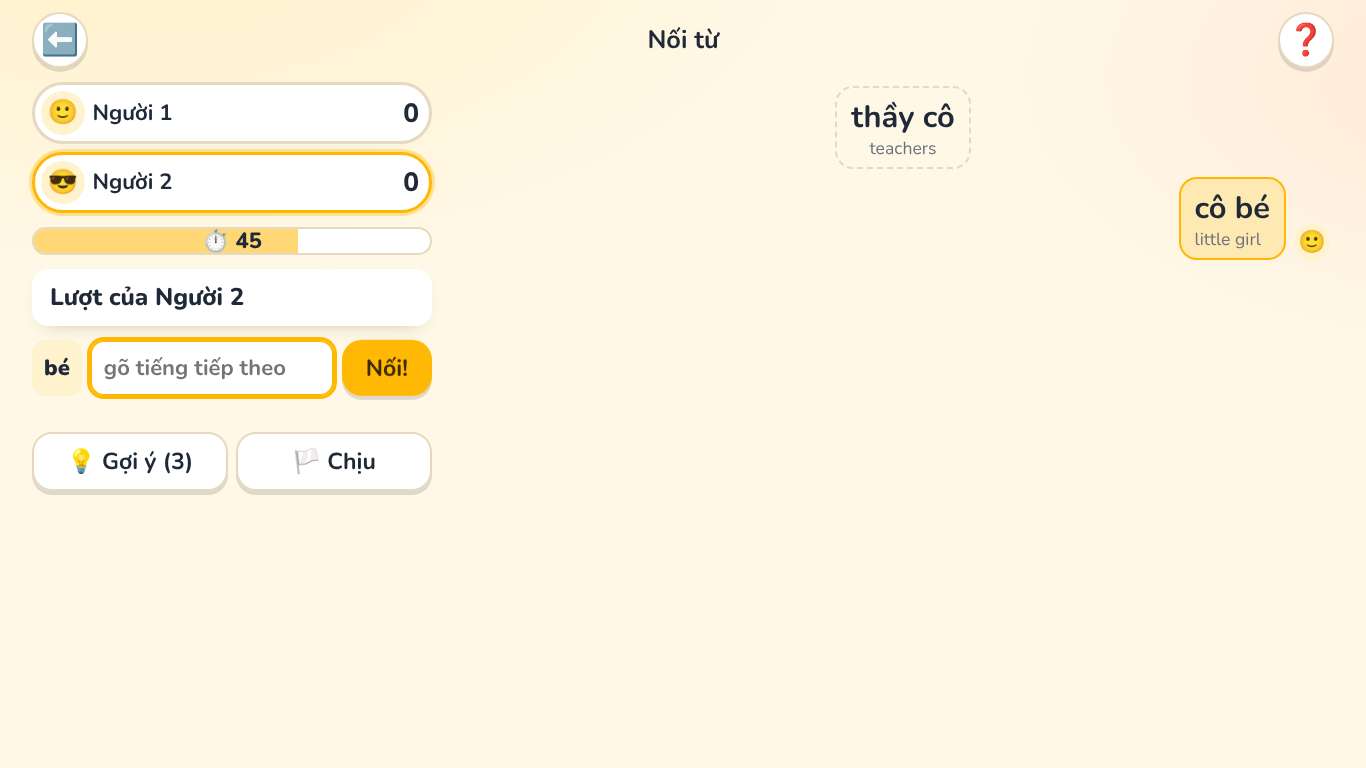 Nối từ
Người 1
0
Người 2
0
45
Lượt của Người 2
bé
gõ tiếng tiếp theo
Nối!
Gợi ý (3)
Chịu
thầy cô
teachers
cô bé
little girl